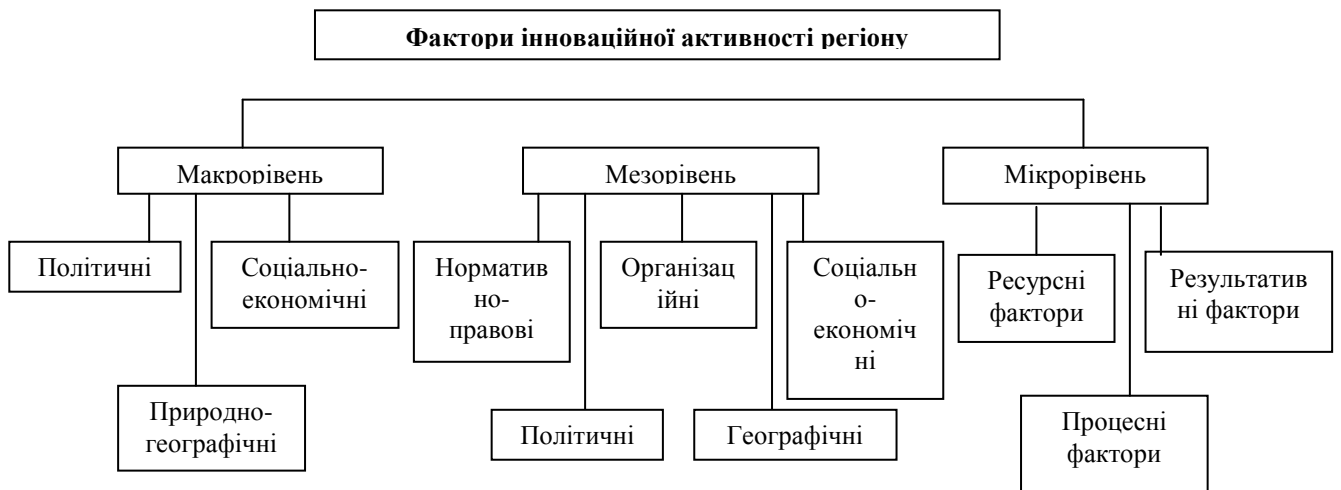 Фактори інноваційної активності регіону
Макрорівень
Мезорівень
Мікрорівень
Політичні
Соціально-
економічні
Природно-
географічні
Норматив
но-
правові
Організац
ійні
Соціальн
о-
економіч
ні
Політичні
Географічні
Ресурсні
фактори
Результатив
ні фактори
Процесні
фактори